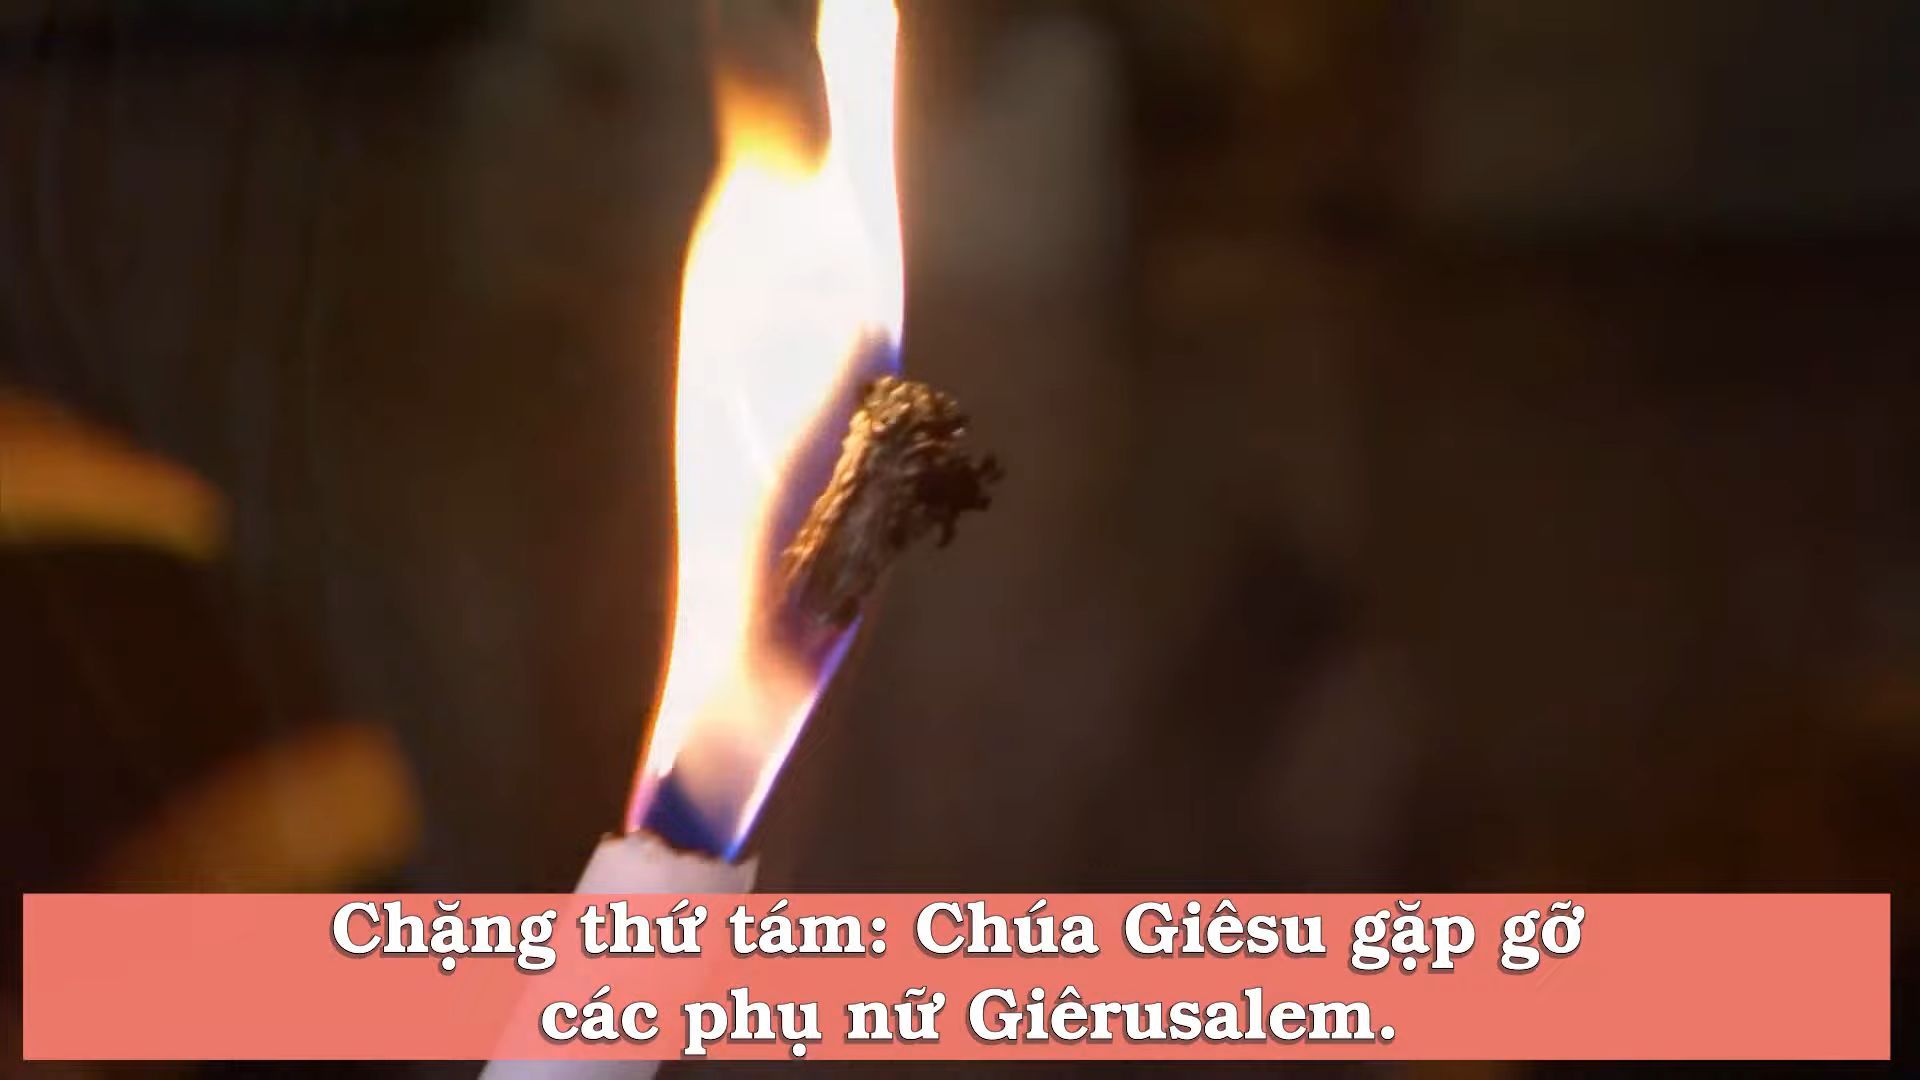 Chặng thứ tám: Chúa Giêsu gặp gỡ
các phụ nữ Giêrusalem.